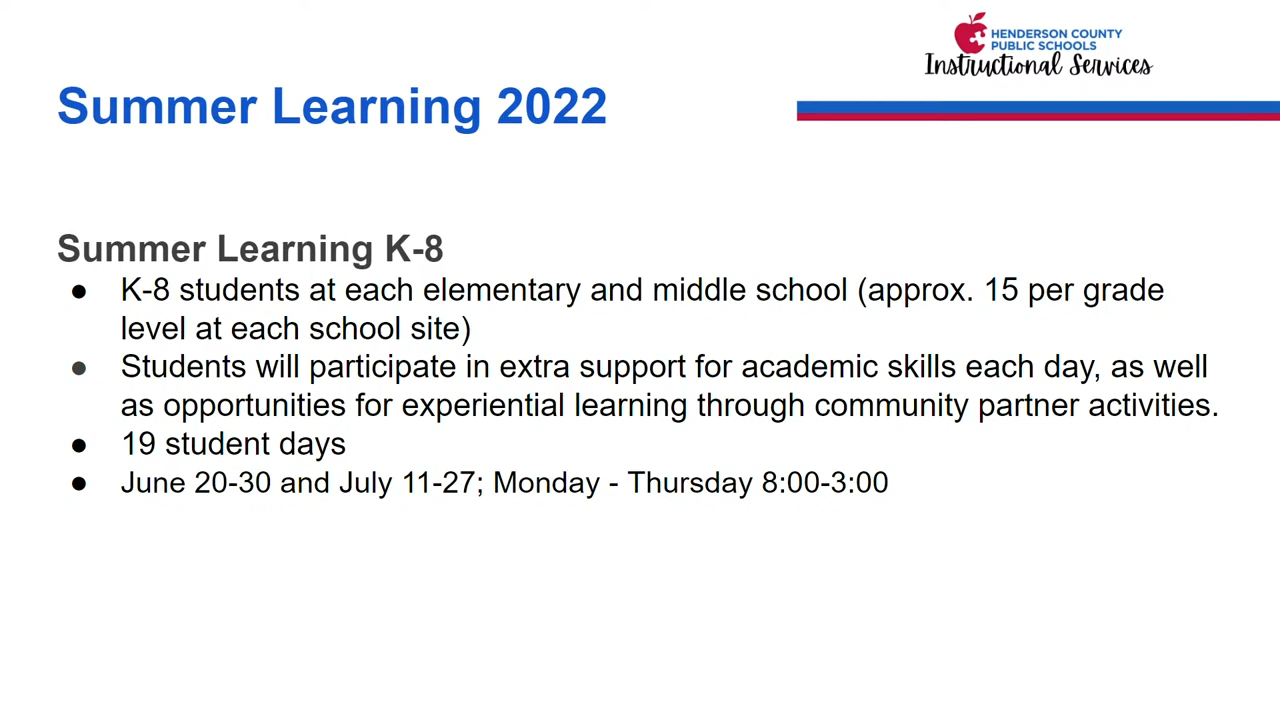 HENDERSON COUNTY
PUBLIC SCHOOLS
Instructional Services
Summer Learning 2022
Summer Learning K-8
● K-8 students at each elementary and middle school (approx. 15 per grade
level at each school site)
● Students will participate in extra support for academic skills each day, as well
as opportunities for experiential learning through community partner activities.
● 19 student days
● June 20-30 and July 11-27; Monday - Thursday 8:00-3:00